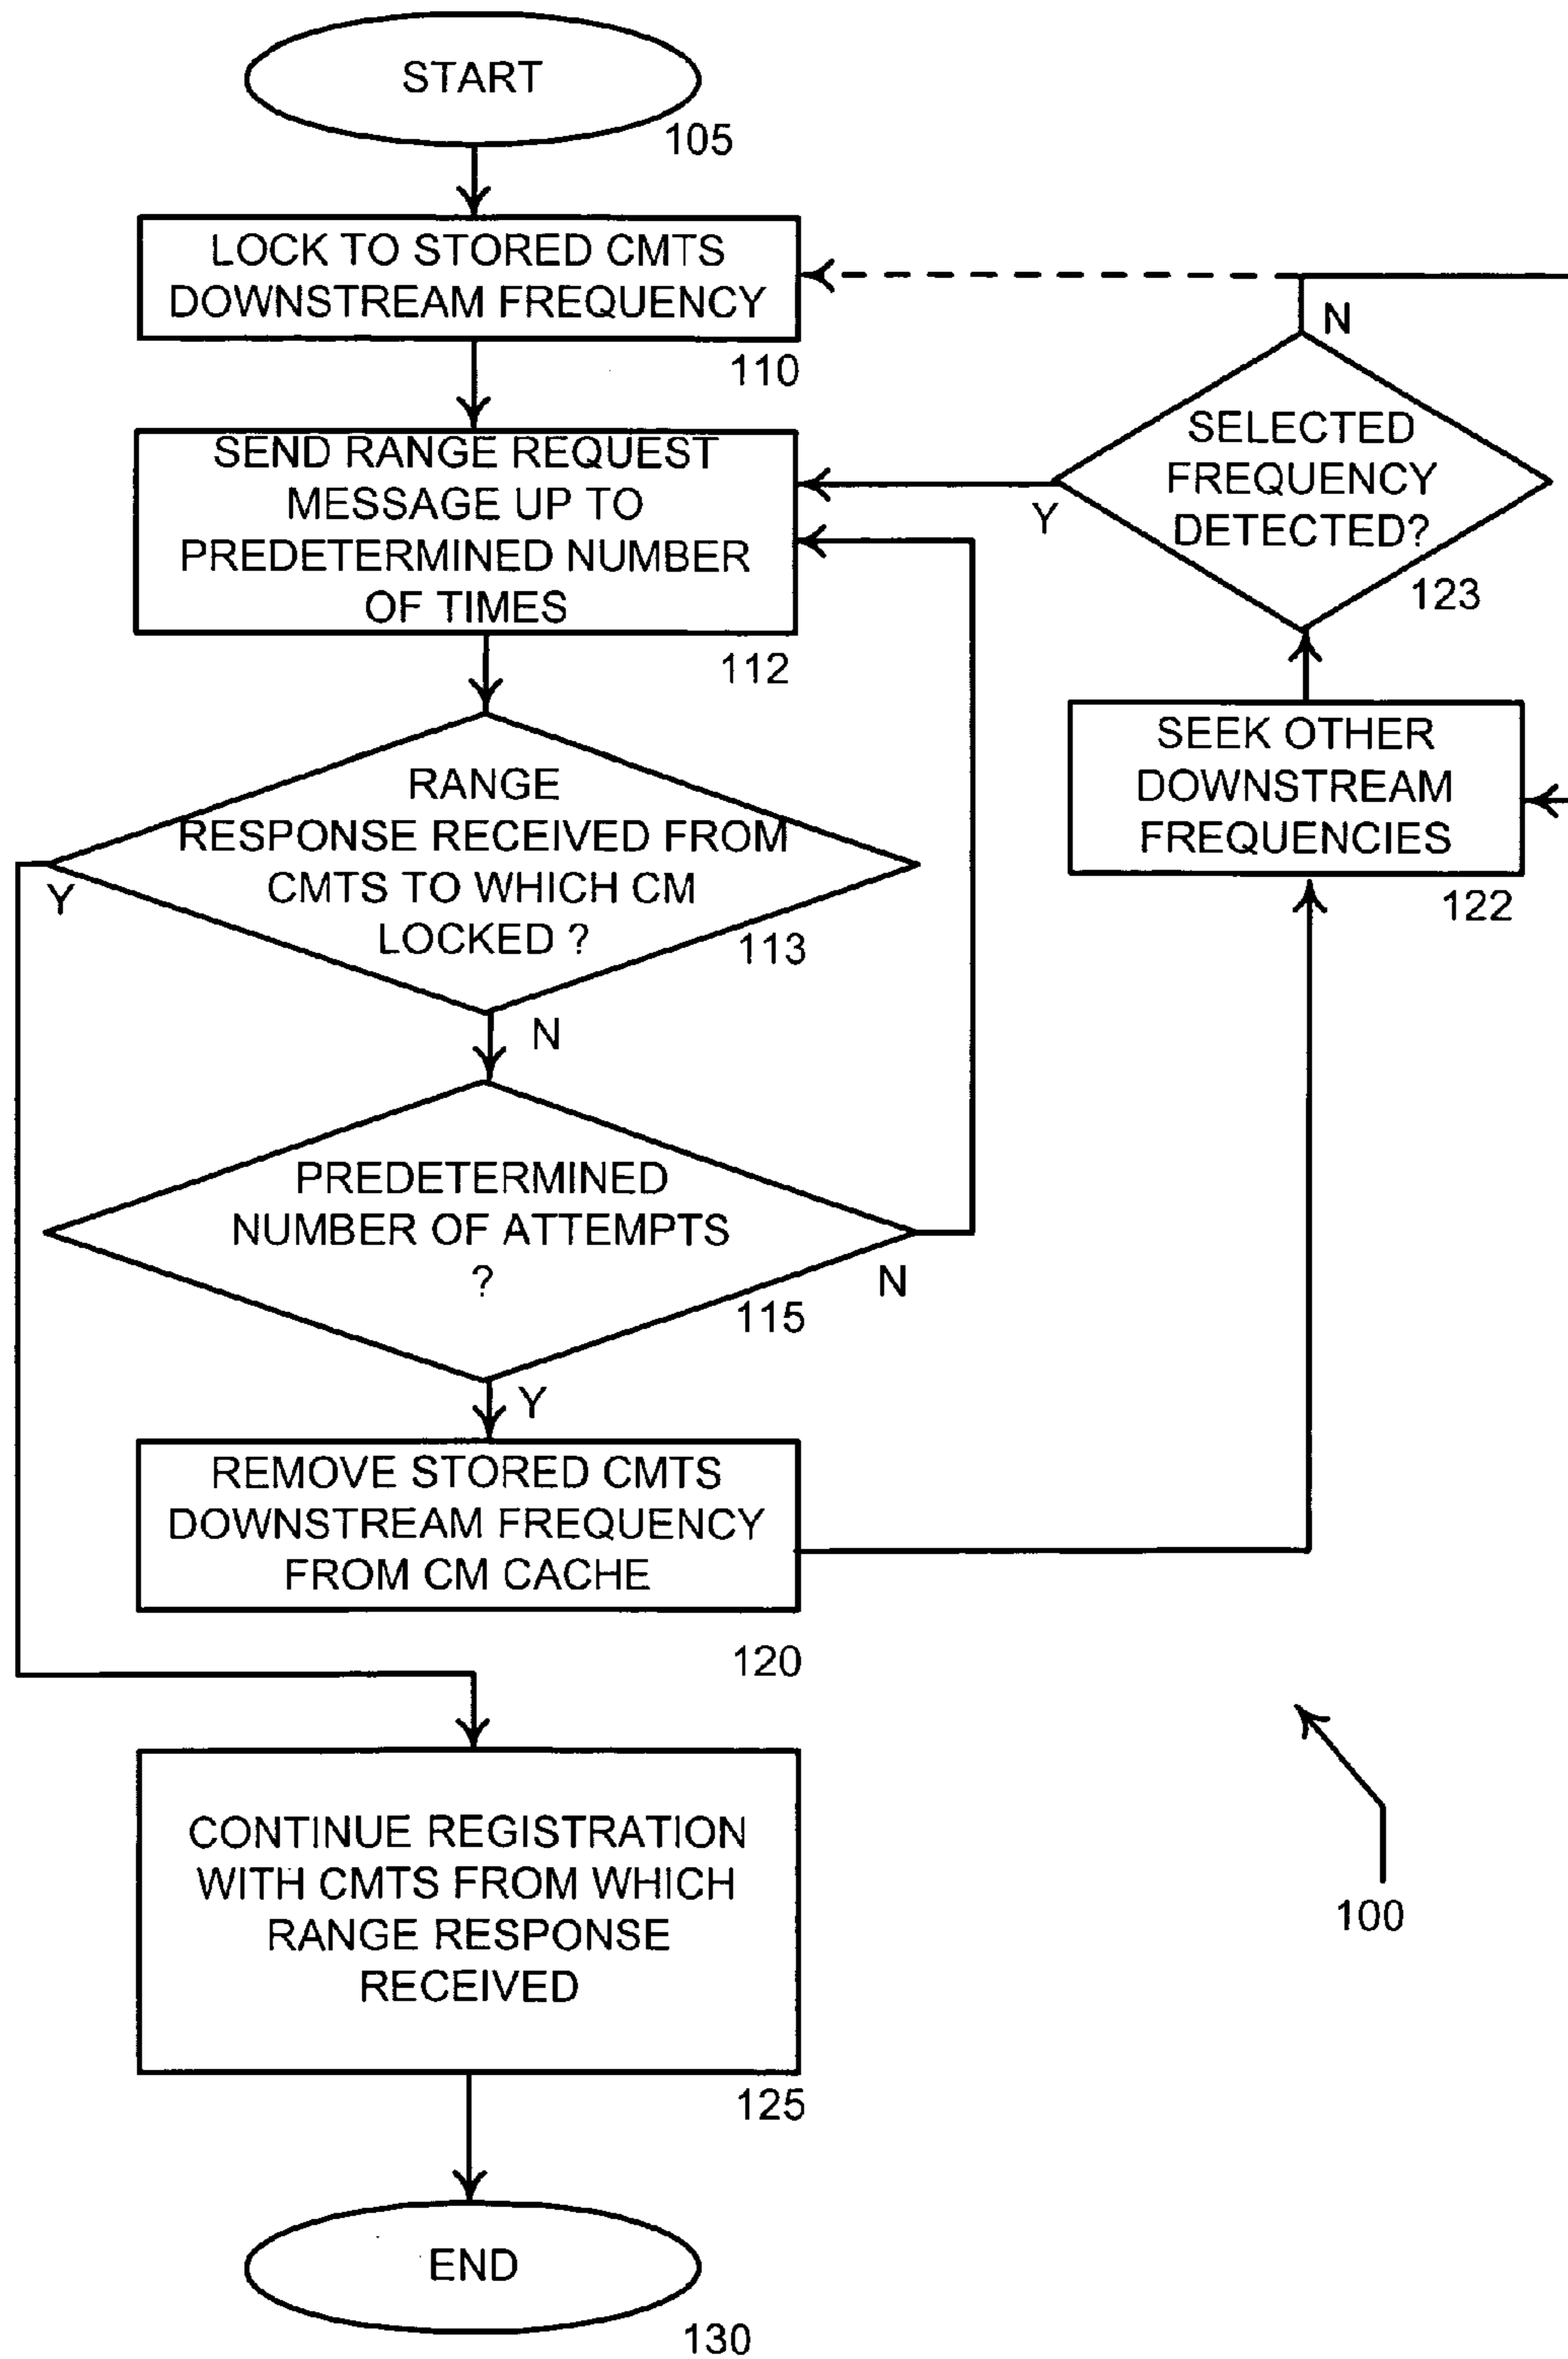 START
105
LOCK TO STORED CMTS
DOWNSTREAM FREQUENCY
110
SEND RANGE REQUEST
MESSAGE UP TO
PREDETERMINED NUMBER
OF TIMES
112
RANGE
RESPONSE RECEIVED FROM
CMTS TO WHICH CM
LOCKED ?
113
Y
N
PREDETERMINED
NUMBER OF ATTEMPTS
?
115
N
Y
REMOVE STORED CMTS
DOWNSTREAM FREQUENCY
FROM CM CACHE
120
SEEK OTHER
DOWNSTREAM
FREQUENCIES
122
SELECTED
FREQUENCY
DETECTED?
123
N
Y
CONTINUE REGISTRATION
WITH CMTS FROM WHICH
RANGE RESPONSE
RECEIVED
125
END
130
100